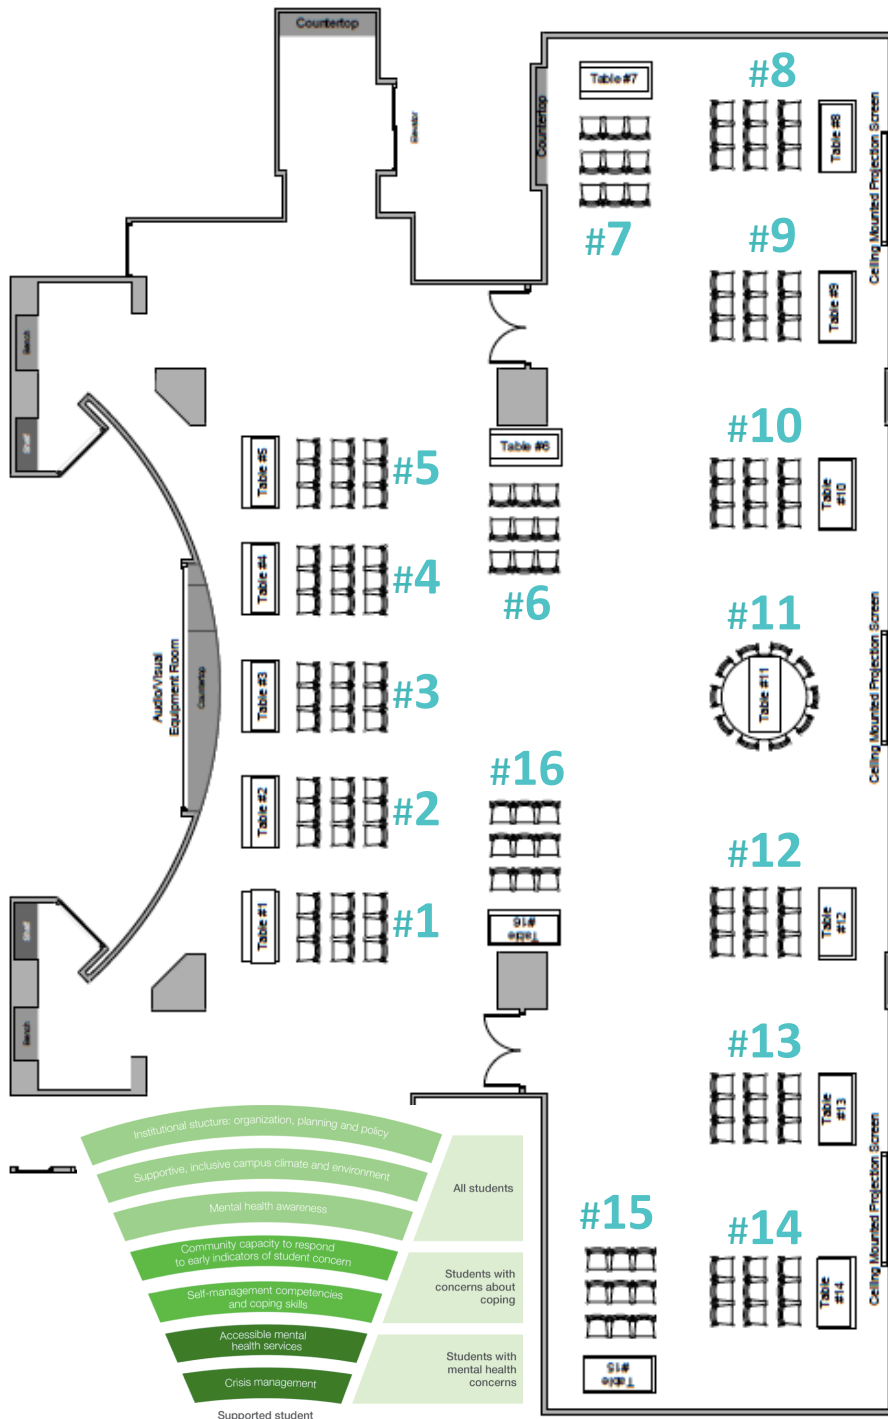 Countertop
Elevator
Countertop
Table #7
#7
#8
Table #8
Ceiling Mounted Projection Screen
#9
Table #9
Bench
Shelf
#10
Table
#10
Table #5
#5
Table #6
#6
Table #4
#4
Audio/Visual
Equipment Room
Countertop
Table #3
#3
#11
Table #11
Ceiling Mounted Projection Screen
Table #2
#2
#16
Table
#16
#12
Table
#12
Table #1
#1
Shelf
Bench
#13
Table
#13
Ceiling Mounted Projection Screen
#15
Table
#15
#14
Table
#14
Institutional stucture: organization, planning and policy
Supportive, inclusive campus climate and environment
Mental health awareness
All students
Community capacity to respond
to early indicators of student concern
Self-management competencies
and coping skills
Students with
concerns about
coping
Accessible mental
health services
Crisis management
Students with
mental health
concerns
Supported student